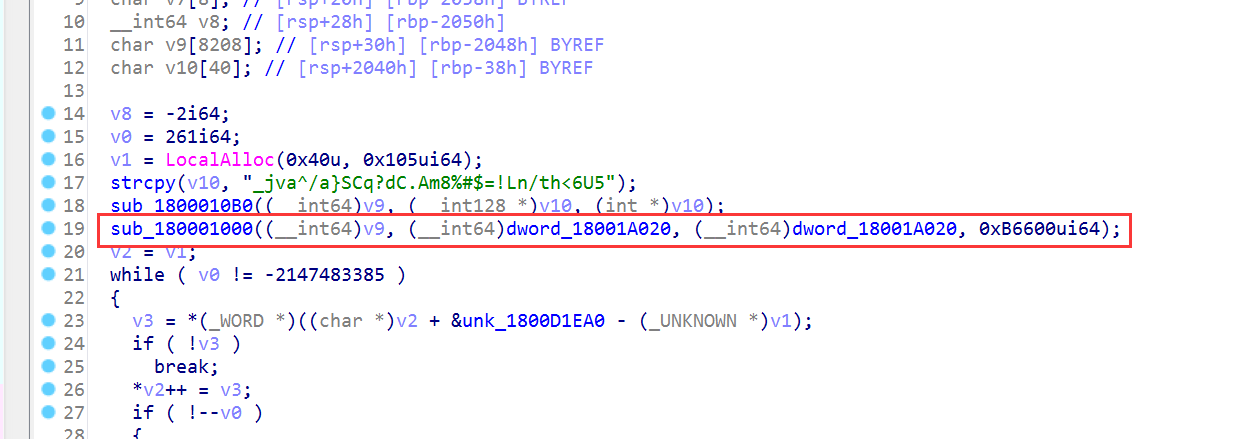 9 char v7[8]; // [rsp+20h] [rbp-2058h] BYREF
10 __int64 v8; // [rsp+28h] [rbp-2050h]
11 char v9[8208]; // [rsp+30h] [rbp-2048h] BYREF
12 char v10[40]; // [rsp+2040h] [rbp-38h] BYREF
13
14 v8 = -2i64;
15 v0 = 261i64;
16 v1 = LocalAlloc(0x40u, 0x105ui64);
17 strcpy(v10, "_jva^/a}SCq?dC.Am8%#$=!Ln/th<6U5");
18 sub_1800010B0((__int64)v9, (__int128 *)v10, (int *)v10);
19 sub_180001000((__int64)v9, (__int64)dword_18001A020, (__int64)dword_18001A020, 0xB6600ui64);
20 v2 = v1;
21 while ( v0 != -2147483385 )
22 {
23 v3 = *(_WORD *)((char *)v2 + &unk_1800D1EA0 - (_UNKNOWN *)v1);
24 if ( !v3 )
25 break;
26 *v2++ = v3;
27 if ( !--v0 )
28 {